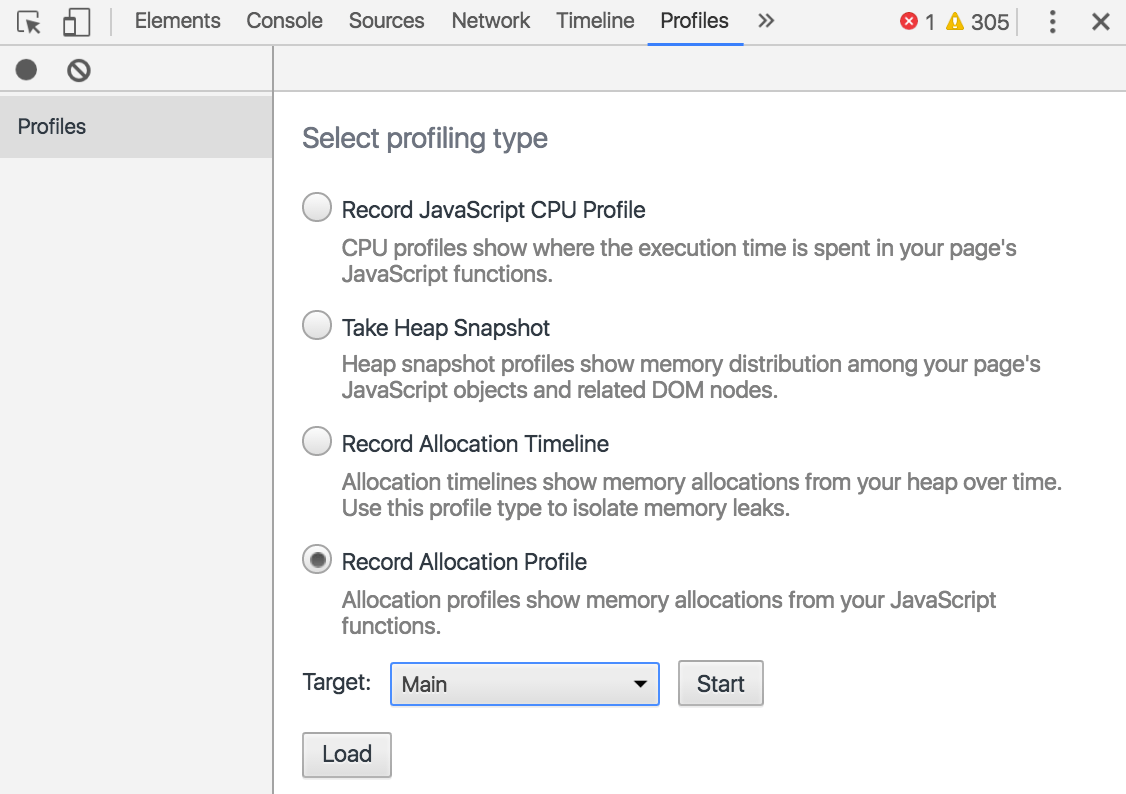 Elements Console Sources Network Timeline Profiles » 1 305
Profiles
Select profiling type
Record JavaScript CPU Profile
CPU profiles show where the execution time is spent in your page's
JavaScript functions.
Take Heap Snapshot
Heap snapshot profiles show memory distribution among your page's
JavaScript objects and related DOM nodes.
Record Allocation Timeline
Allocation timelines show memory allocations from your heap over time.
Use this profile type to isolate memory leaks.
Record Allocation Profile
Allocation profiles show memory allocations from your JavaScript
functions.
Target: Main Start
Load